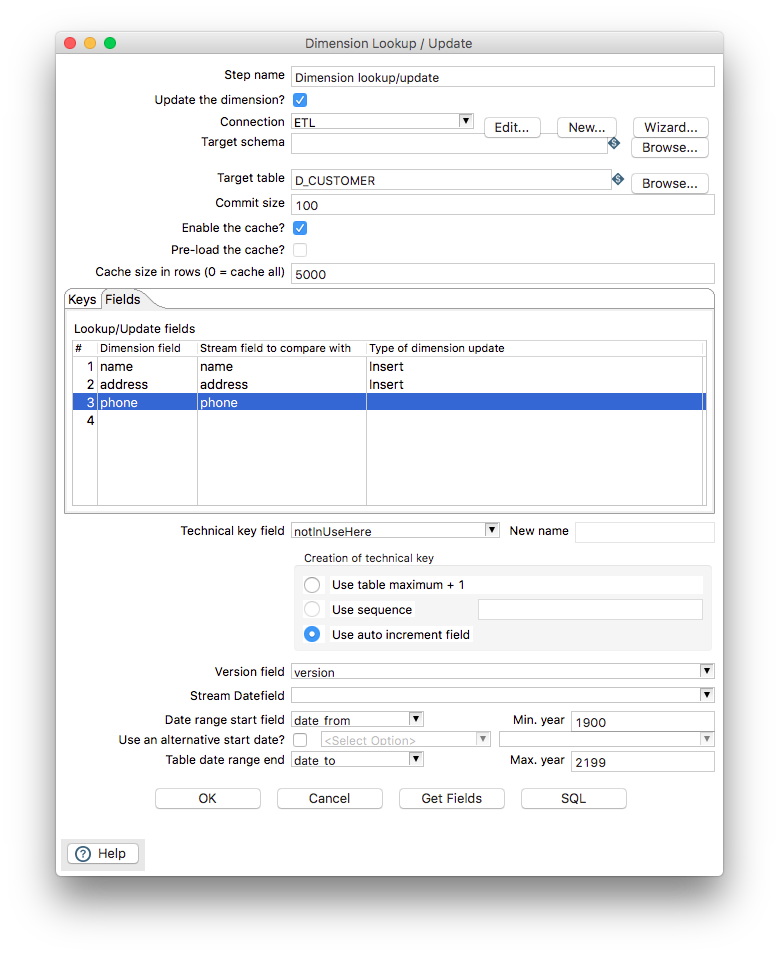 Dimension Lookup / Update
Step name Dimension lookup/update
Update the dimension?
Connection ETL Edit... New... Wizard...
Target schema Browse...
Target table D_CUSTOMER Browse...
Commit size 100
Enable the cache?
Pre-load the cache?
Cache size in rows (0 = cache all) 5000
Keys Fields
Lookup/Update fields
# Dimension field Stream field to compare with Type of dimension update
1 name name Insert
2 address address Insert
3 phone phone
4
Technical key field notInUseHere New name
Creation of technical key
Use table maximum + 1
Use sequence
Use auto increment field
Version field version
Stream Datefield
Date range start field date_from Min. year 1900
Use an alternative start date? <Select Option>
Table date range end date_to Max. year 2199
OK Cancel Get Fields SQL
? Help